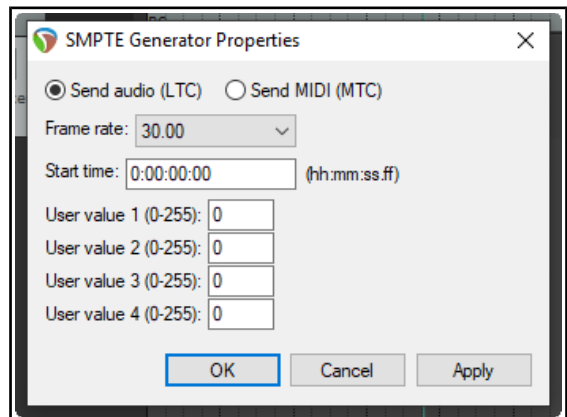 SMPTE Generator Properties
Send audio (LTC) Send MIDI (MTC)
Frame rate: 30.00
Start time: 0:00:00:00 (hh:mm:ss.ff)
User value 1 (0-255): 0
User value 2 (0-255): 0
User value 3 (0-255): 0
User value 4 (0-255): 0
OK Cancel Apply